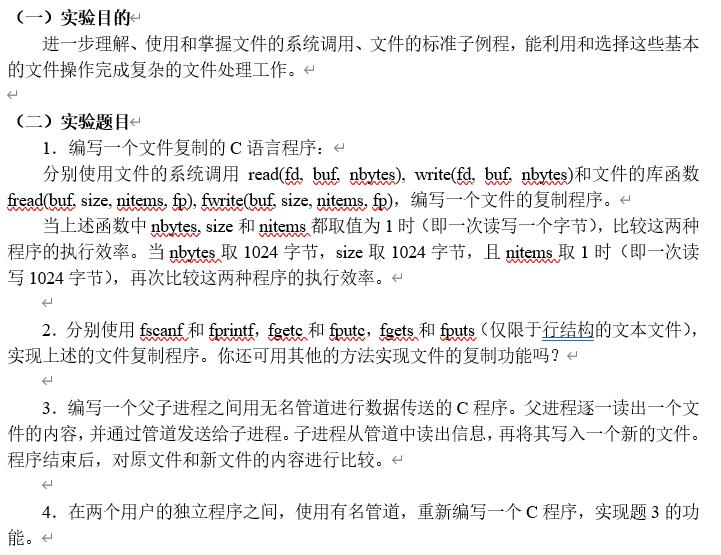 （一）实验目的
进一步理解、使用和掌握文件的系统调用、文件的标准子例程，能利用和选择这些基本
的文件操作完成复杂的文件处理工作。
（二）实验题目
1．编写一个文件复制的 C 语言程序：
分别使用文件的系统调用 read(fd, buf, nbytes), write(fd, buf, nbytes)和文件的库函数
fread(buf, size, nitems, fp), fwrite(buf, size, nitems, fp)，编写一个文件的复制程序。
当上述函数中 nbytes, size 和 nitems 都取值为 1 时（即一次读写一个字节），比较这两种
程序的执行效率。当 nbytes 取 1024 字节，size 取 1024 字节，且 nitems 取 1 时（即一次读
写 1024 字节），再次比较这两种程序的执行效率。
2．分别使用 fscanf 和 fprintf，fgetc 和 fputc，fgets 和 fputs（仅限于行结构的文本文件），
实现上述的文件复制程序。你还可用其他的方法实现文件的复制功能吗？
3．编写一个父子进程之间用无名管道进行数据传送的 C 程序。父进程逐一读出一个文
件的内容，并通过管道发送给子进程。子进程从管道中读出信息，再将其写入一个新的文件。
程序结束后，对原文件和新文件的内容进行比较。
4．在两个用户的独立程序之间，使用有名管道，重新编写一个 C 程序，实现题 3 的功
能。